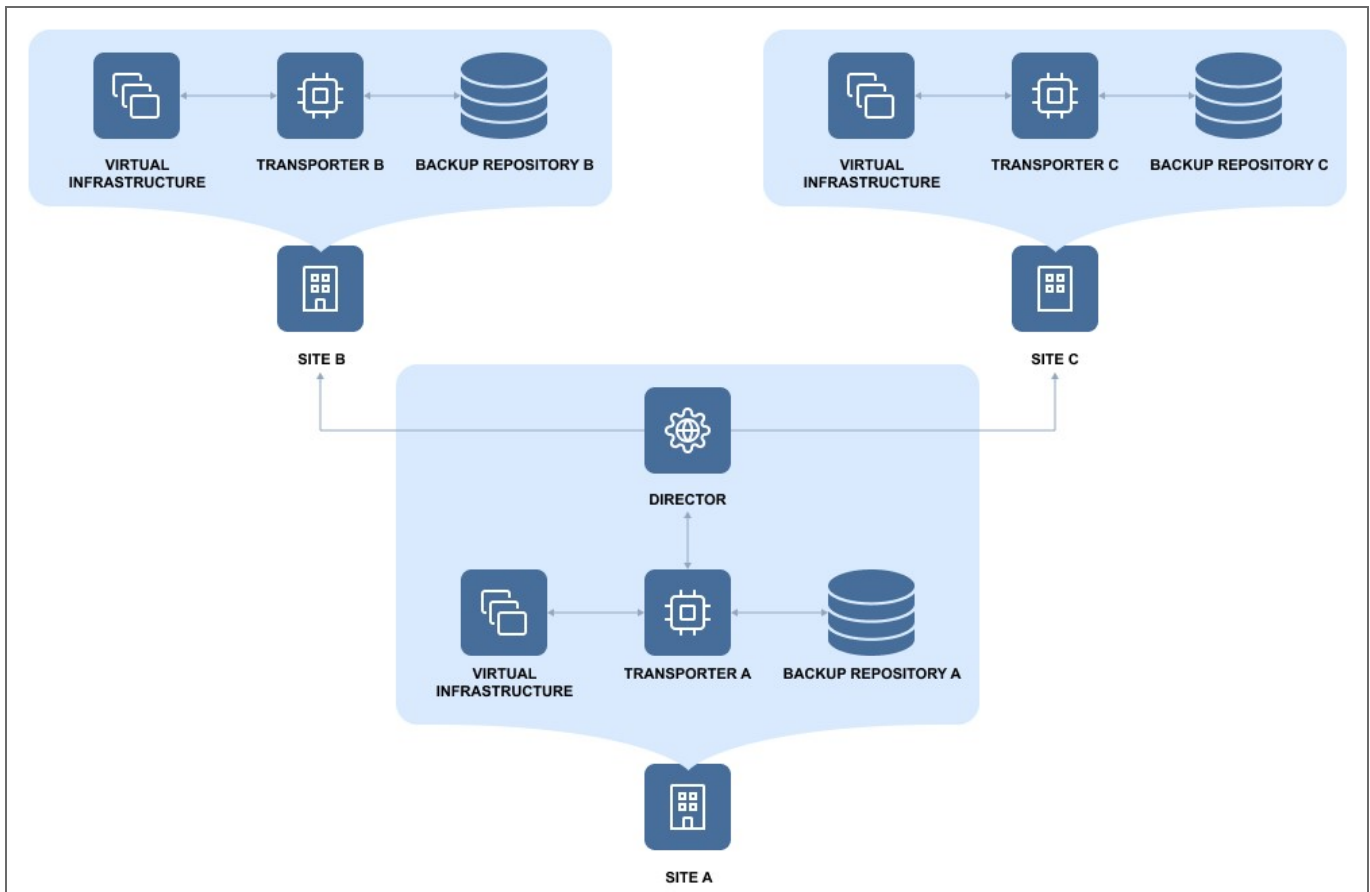 VIRTUAL
INFRASTRUCTURE
TRANSPORTER B
BACKUP REPOSITORY B
VIRTUAL
INFRASTRUCTURE
TRANSPORTER C
BACKUP REPOSITORY C
SITE B
SITE C
DIRECTOR
VIRTUAL
INFRASTRUCTURE
TRANSPORTER A
BACKUP REPOSITORY A
SITE A